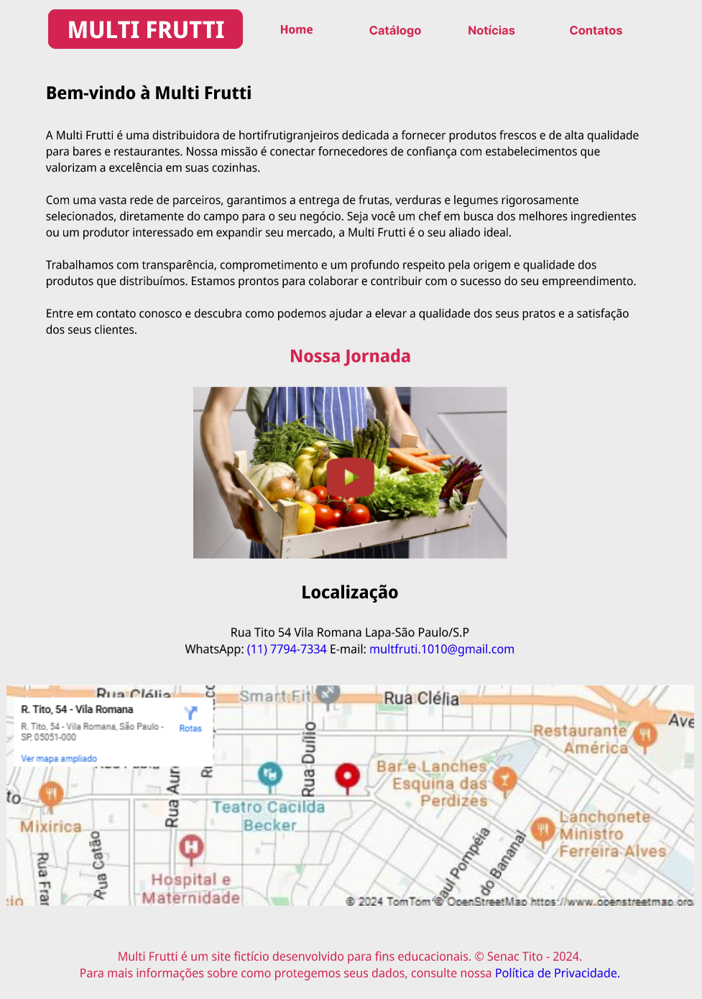 MULTI FRUTTI
Home
Catálogo
Notícias
Contatos
Bem-vindo à Multi Frutti
A Multi Frutti é uma distribuidora de hortifrutigranjeiros dedicada a fornecer produtos frescos e de alta qualidade
para bares e restaurantes. Nossa missão é conectar fornecedores de confiança com estabelecimentos que
valorizam a excelência em suas cozinhas.
Com uma vasta rede de parceiros, garantimos a entrega de frutas, verduras e legumes rigorosamente
selecionados, diretamente do campo para o seu negócio. Seja você um chef em busca dos melhores ingredientes
ou um produtor interessado em expandir seu mercado, a Multi Frutti é o seu aliado ideal.
Trabalhamos com transparência, comprometimento e um profundo respeito pela origem e qualidade dos
produtos que distribuímos. Estamos prontos para colaborar e contribuir com o sucesso do seu empreendimento.
Entre em contato conosco e descubra como podemos ajudar a elevar a qualidade dos seus pratos e a satisfação
dos seus clientes.
Nossa Jornada
Localização
Rua Tito 54 Vila Romana Lapa-São Paulo/S.P
WhatsApp: (11) 7794-7334 E-mail: multfruti.1010@gmail.com
Rua Clélia
Smart Fit
Rua Clélia
R. Tito, 54 - Vila Romana
R. Tito, 54 - Vila Romana, São Paulo -
SP, 05051-000
Rotas
Ver mapa ampliado
Ave
Restaurante
América
Rua Duílio
Bar e Lanches
Esquina das
Perdizes
to
Rua Aur
Teatro Cacilda
Becker
Mixirica
Lanchonete
Ministro
Ferreira Alves
Rua Fran
Rua Catão
aul Pompéia
do Bananal
H
Hospital e
Maternidade
cio
© 2024 TomTom © OpenStreetMap https://www.openstreetmap.org
Multi Frutti é um site fictício desenvolvido para fins educacionais. © Senac Tito - 2024.
Para mais informações sobre como protegemos seus dados, consulte nossa Política de Privacidade.